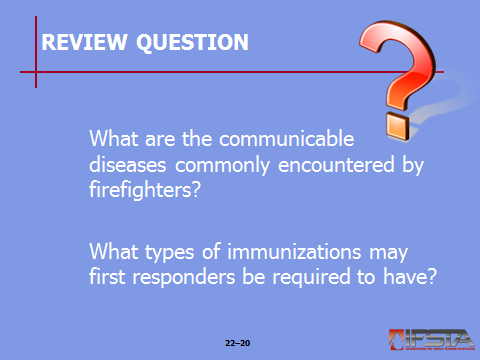 REVIEW QUESTION
What are the communicable
diseases commonly encountered by
firefighters?
What types of immunizations may
first responders be required to have?
22–20
IFSTA